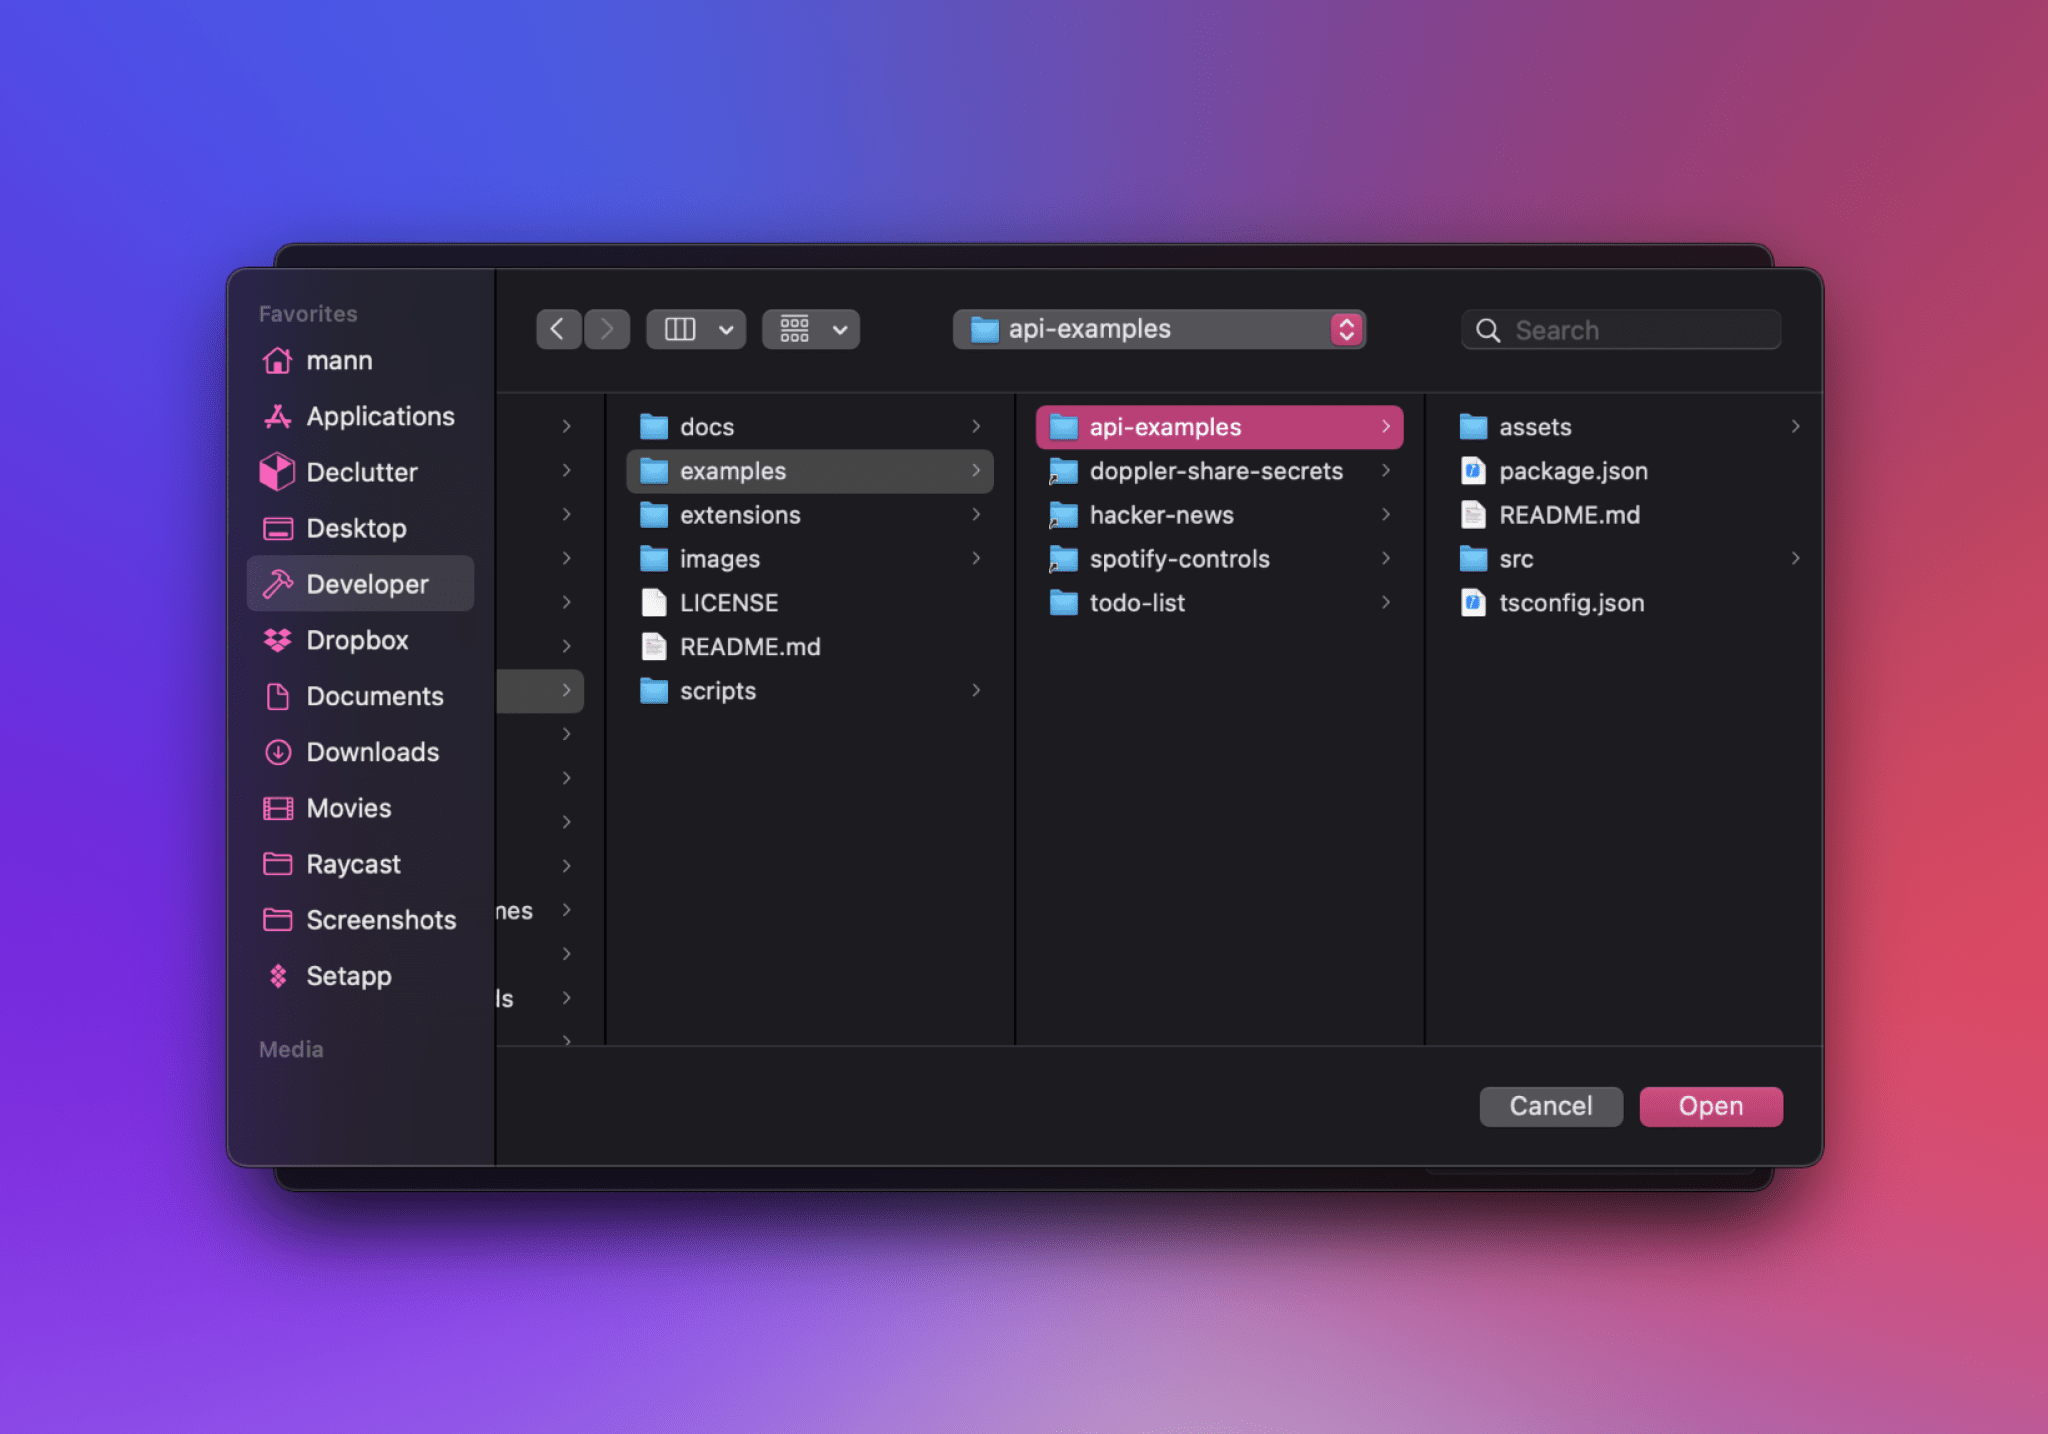 Favorites
mann
Applications
Declutter
Desktop
Developer
Dropbox
Documents
Downloads
Movies
Raycast
Screenshots
Setapp
Media
api-examples
Search
mes
ls
docs
examples
extensions
images
LICENSE
README.md
scripts
api-examples
doppler-share-secrets
hacker-news
spotify-controls
todo-list
assets
package.json
README.md
src
tsconfig.json
Cancel
Open